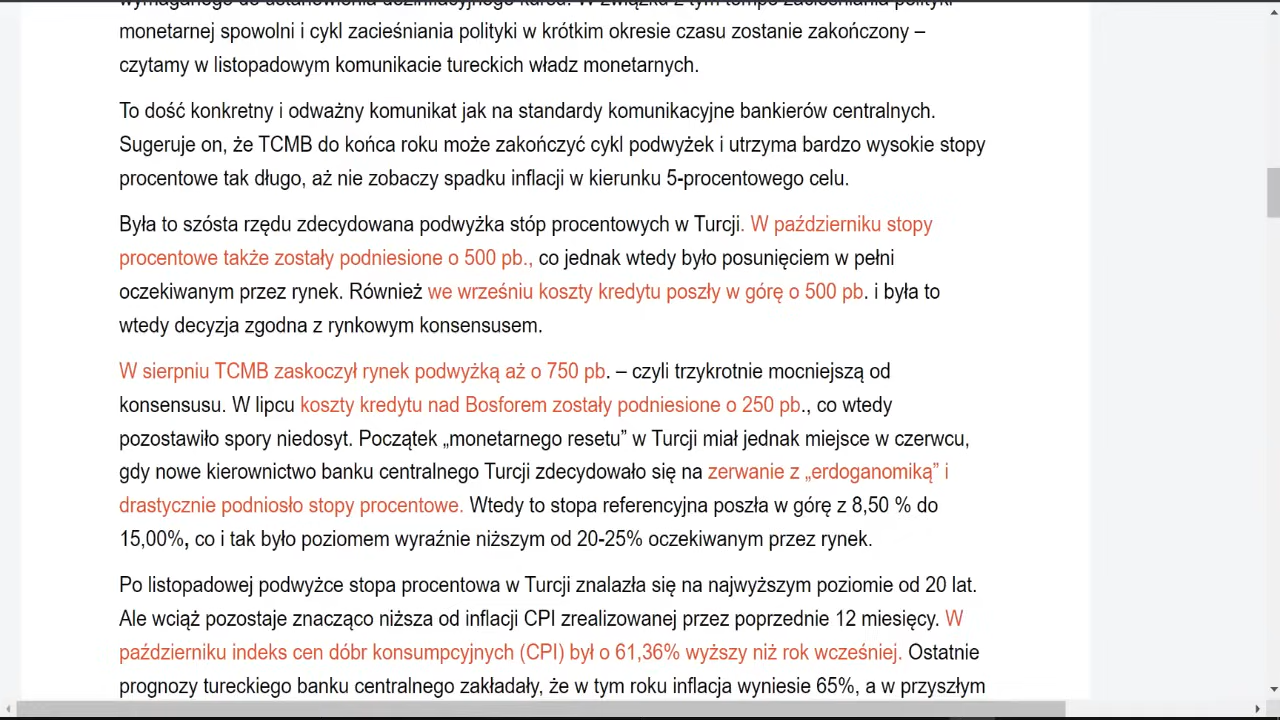 wymaganego do ustanowienia dezinflacyjnego kursu. W związku z tym tempo zacieśniania polityki
monetarnej spowolni i cykl zacieśniania polityki w krótkim okresie czasu zostanie zakończony –
czytamy w listopadowym komunikacie tureckich władz monetarnych.
To dość konkretny i odważny komunikat jak na standardy komunikacyjne bankierów centralnych.
Sugeruje on, że TCMB do końca roku może zakończyć cykl podwyżek i utrzyma bardzo wysokie stopy
procentowe tak długo, aż nie zobaczy spadku inflacji w kierunku 5-procentowego celu.
Była to szósta rzędu zdecydowana podwyżka stóp procentowych w Turcji. W październiku stopy
procentowe także zostały podniesione o 500 pb., co jednak wtedy było posunięciem w pełni
oczekiwanym przez rynek. Również we wrześniu koszty kredytu poszły w górę o 500 pb. i była to
wtedy decyzja zgodna z rynkowym konsensusem.
W sierpniu TCMB zaskoczył rynek podwyżką aż o 750 pb. – czyli trzykrotnie mocniejszą od
konsensusu. W lipcu koszty kredytu nad Bosforem zostały podniesione o 250 pb., co wtedy
pozostawiło spory niedosyt. Początek „monetarnego resetu” w Turcji miał jednak miejsce w czerwcu,
gdy nowe kierownictwo banku centralnego Turcji zdecydowało się na zerwanie z „erdoganomiką” i
drastycznie podniosło stopy procentowe. Wtedy to stopa referencyjna poszła w górę z 8,50 % do
15,00%, co i tak było poziomem wyraźnie niższym od 20-25% oczekiwanym przez rynek.
Po listopadowej podwyżce stopa procentowa w Turcji znalazła się na najwyższym poziomie od 20 lat.
Ale wciąż pozostaje znacząco niższa od inflacji CPI zrealizowanej przez poprzednie 12 miesięcy. W
październiku indeks cen dóbr konsumpcyjnych (CPI) był o 61,36% wyższy niż rok wcześniej. Ostatnie
prognozy tureckiego banku centralnego zakładały, że w tym roku inflacja wyniesie 65%, a w przyszłym